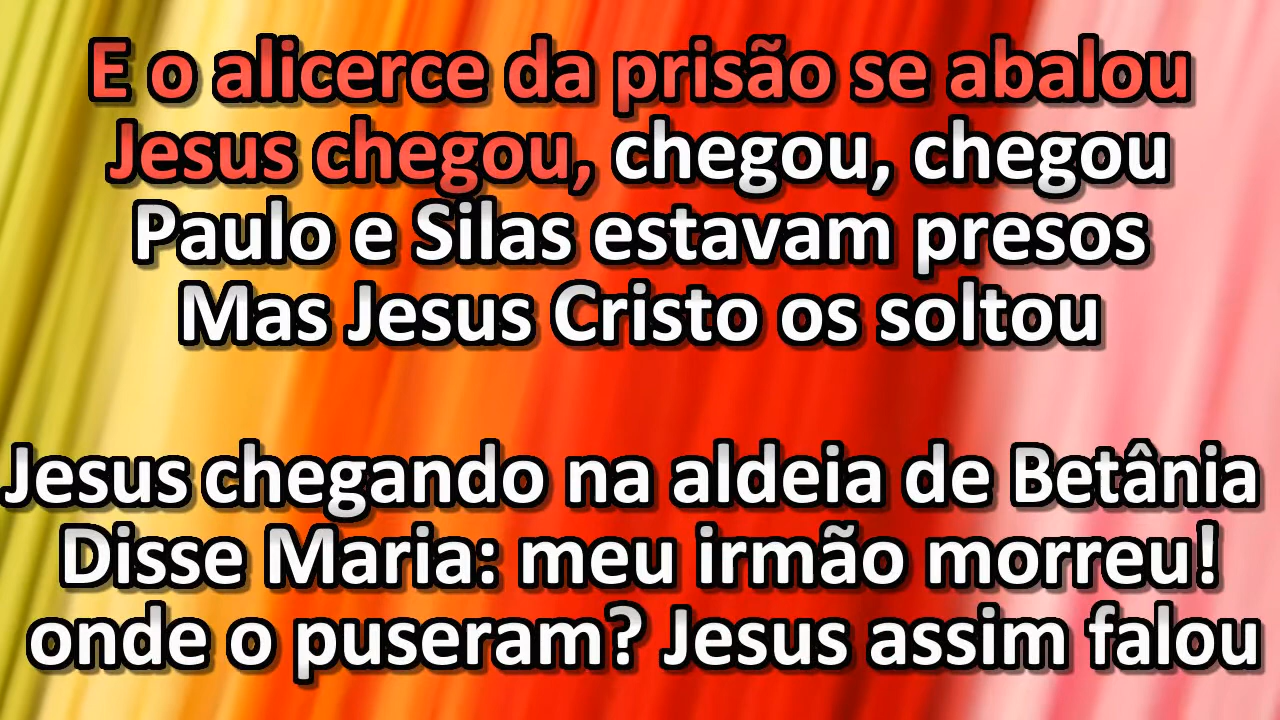 E o alicerce da prisão se abalou
Jesus chegou, chegou, chegou
Paulo e Silas estavam presos
Mas Jesus Cristo os soltou
Jesus chegando na aldeia de Betânia
Disse Maria: meu irmão morreu!
onde o puseram? Jesus assim falou